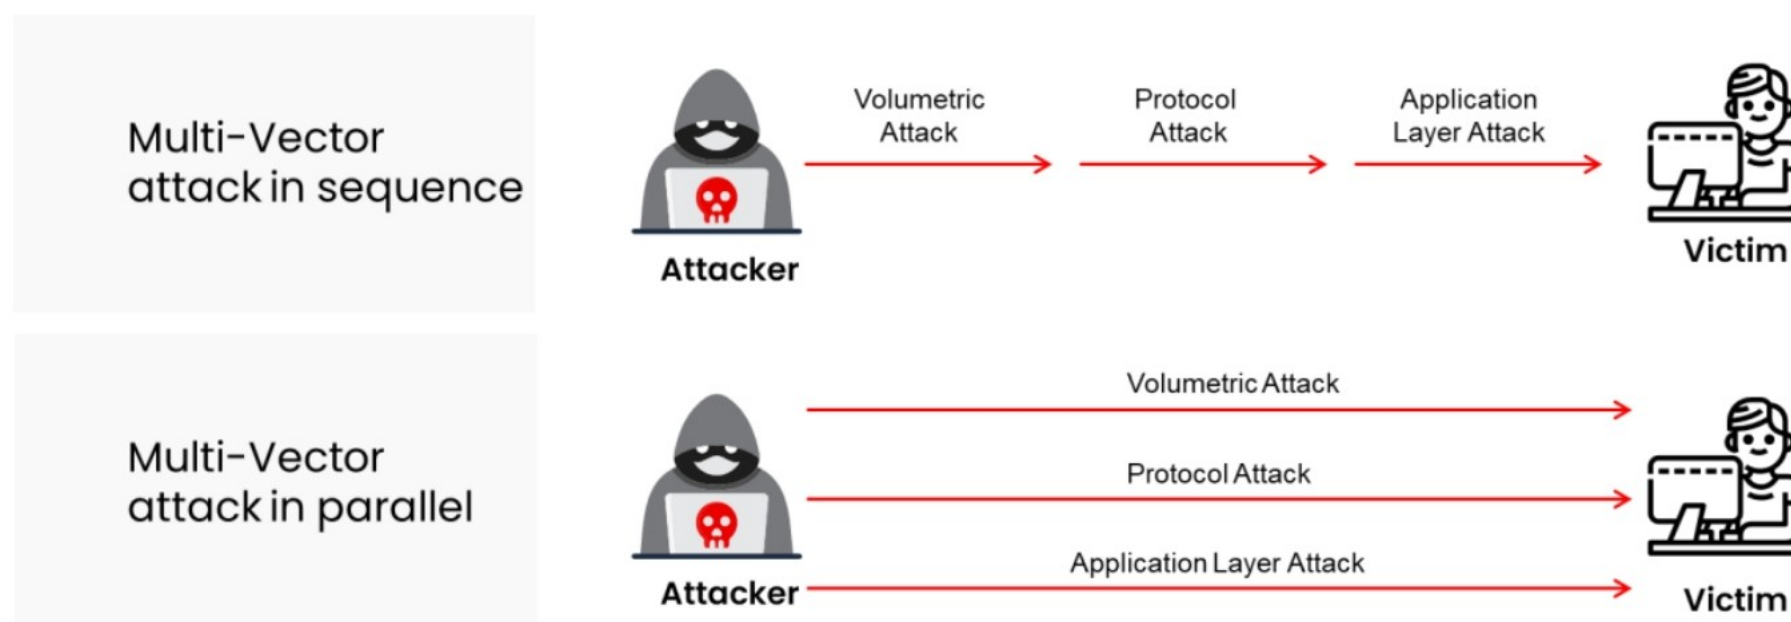 Multi-Vector
attack in sequence
Volumetric
Attack
Protocol
Attack
Application
Layer Attack
Attacker
Victim
Multi-Vector
attack in parallel
Volumetric Attack
Protocol Attack
Application Layer Attack
Attacker
Victim